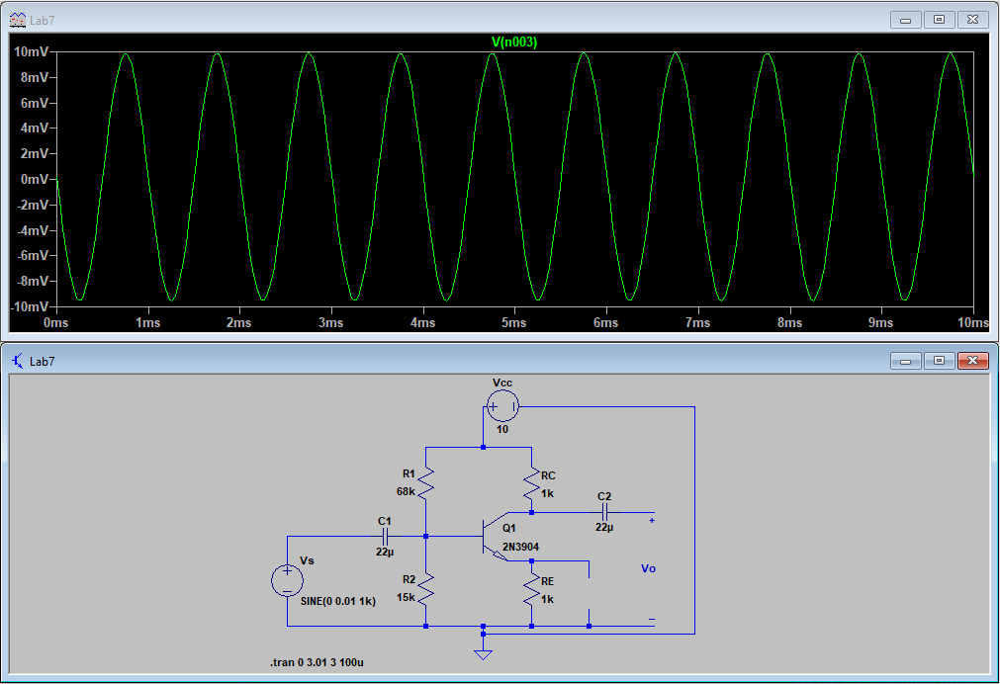 Lab7
V(n003)
10mV
8mV
6mV
4mV
2mV
0mV
-2mV
-4mV
-6mV
-8mV
-10mV
0ms 1ms 2ms 3ms 4ms 5ms 6ms 7ms 8ms 9ms 10ms
Lab7
Vcc
10
R1
68k
RC
1k
C1
22µ
C2
22µ
Q1
2N3904
Vs
SINE(0 0.01 1k)
R2
15k
RE
1k
+
Vo
–
.tran 0 3.01 3 100u